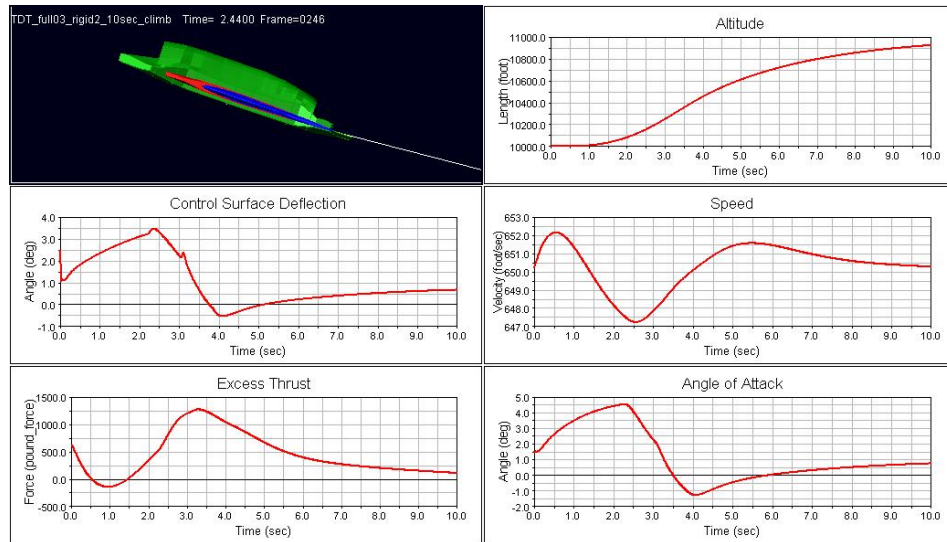 TDT_full03_rigid2_10sec_climb Time= 2.4400 Frame=0246
Altitude
Length (foot)
11000.0
10800.0
10600.0
10400.0
10200.0
10000.0
0.0 1.0 2.0 3.0 4.0 5.0 6.0 7.0 8.0 9.0 10.0
Time (sec)
Control Surface Deflection
Angle (deg)
4.0
3.0
2.0
1.0
0.0
-1.0
0.0 1.0 2.0 3.0 4.0 5.0 6.0 7.0 8.0 9.0 10.0
Time (sec)
Speed
Velocity (foot/sec)
653.0
652.0
651.0
650.0
649.0
648.0
647.0
0.0 1.0 2.0 3.0 4.0 5.0 6.0 7.0 8.0 9.0 10.0
Time (sec)
Excess Thrust
Force (pound_force)
1500.0
1000.0
500.0
0.0
-500.0
0.0 1.0 2.0 3.0 4.0 5.0 6.0 7.0 8.0 9.0 10.0
Time (sec)
Angle of Attack
Angle (deg)
5.0
4.0
3.0
2.0
1.0
0.0
-1.0
-2.0
0.0 1.0 2.0 3.0 4.0 5.0 6.0 7.0 8.0 9.0 10.0
Time (sec)